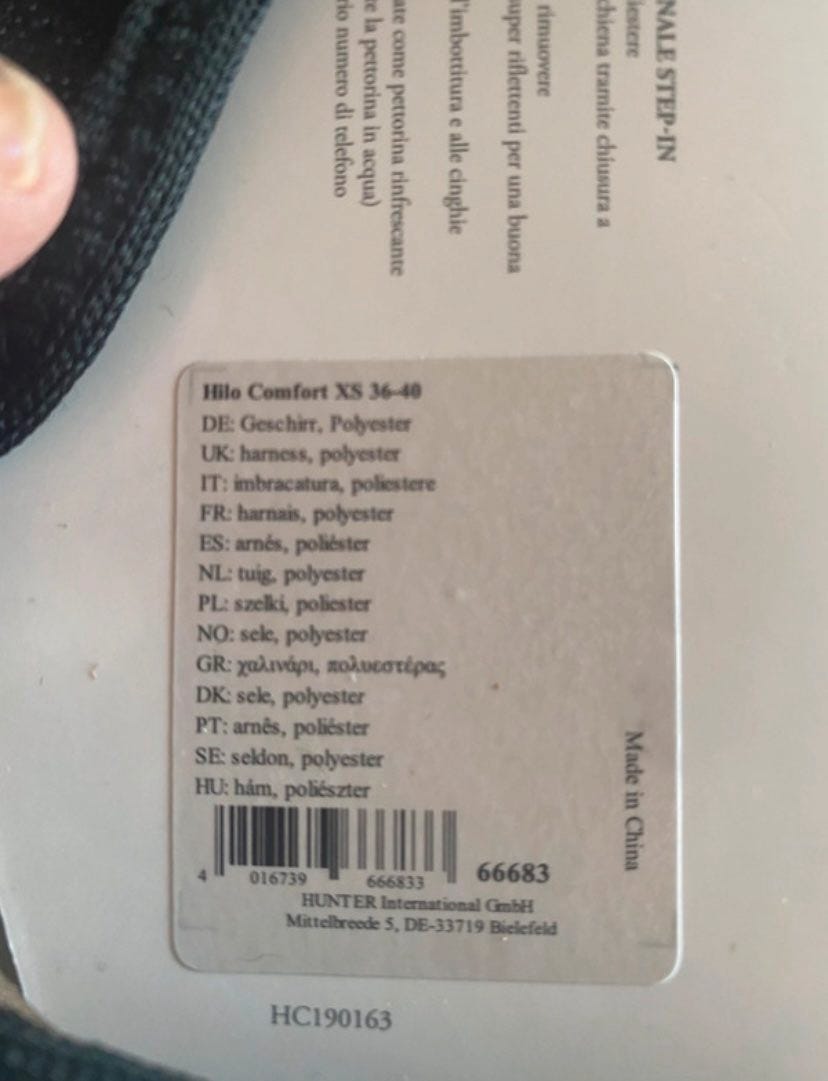 NALE STEP-IN
iestere
chiena tramite chiusura a
rimuovere
super riflettenti per una buona
l'imbottitura e alle cinghie
ate come pettorina rinfrescante
te la pettorina in acqua)
rio numero di telefono
Hilo Comfort XS 36-40
DE: Geschirr, Polyester
UK: harness, polyester
IT: imbracatura, poliestere
FR: harnais, polyester
ES: arnés, poliéster
NL: tuig, polyester
PL: szelki, poliester
NO: sele, polyester
GR: χαλινάρι, πολυεστέρας
DK: sele, polyester
PT: arnês, poliéster
SE: seldon, polyester
HU: hám, poliészter
Made in China
4 016739 666833 66683
HUNTER International GmbH
Mittelbreede 5, DE-33719 Bielefeld
HC190163